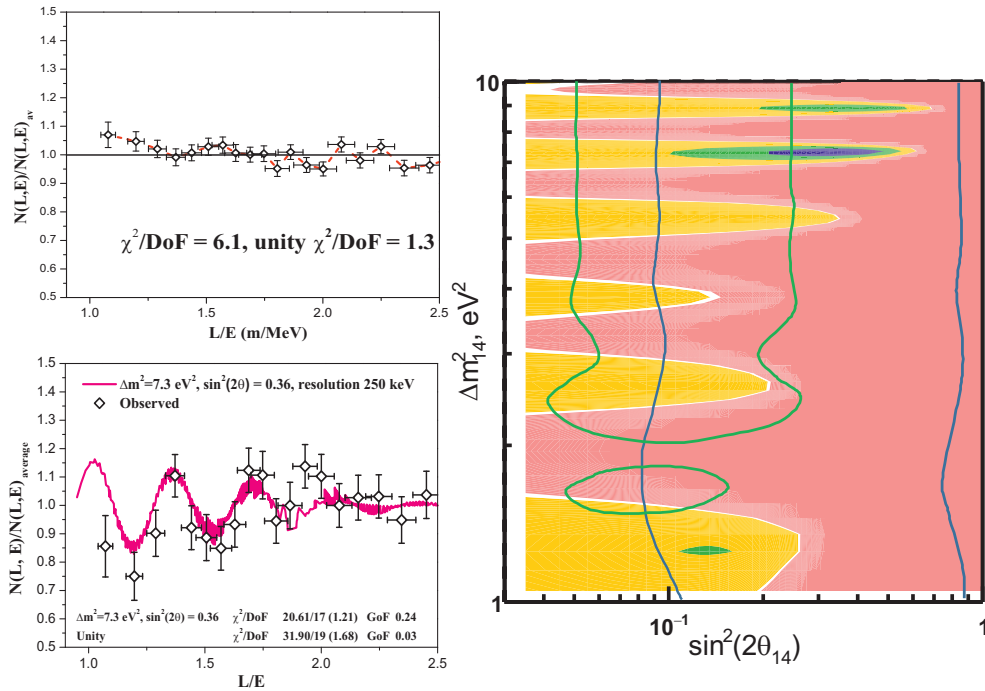 1.5
1.4
1.3
1.2
1.1
1.0
0.9
0.8
0.7
0.6
0.5
N(L,E)/N(L,E)av
χ²/DoF = 6.1, unity χ²/DoF = 1.3
1.0 1.5 2.0 2.5
L/E (m/MeV)
1.5
1.4
1.3
1.2
1.1
1.0
0.9
0.8
0.7
0.6
0.5
N(L, E)/N(L,E) average
Δm²=7.3 eV², sin²(2θ) = 0.36, resolution 250 keV
Observed
Δm²=7.3 eV², sin²(2θ) = 0.36 χ²/DoF 20.61/17 (1.21) GoF 0.24
Unity χ²/DoF 31.90/19 (1.68) GoF 0.03
1.0 1.5 2.0 2.5
L/E
10
Δm²₁₄, eV²
1
10⁻¹ 1
sin²(2θ₁₄)